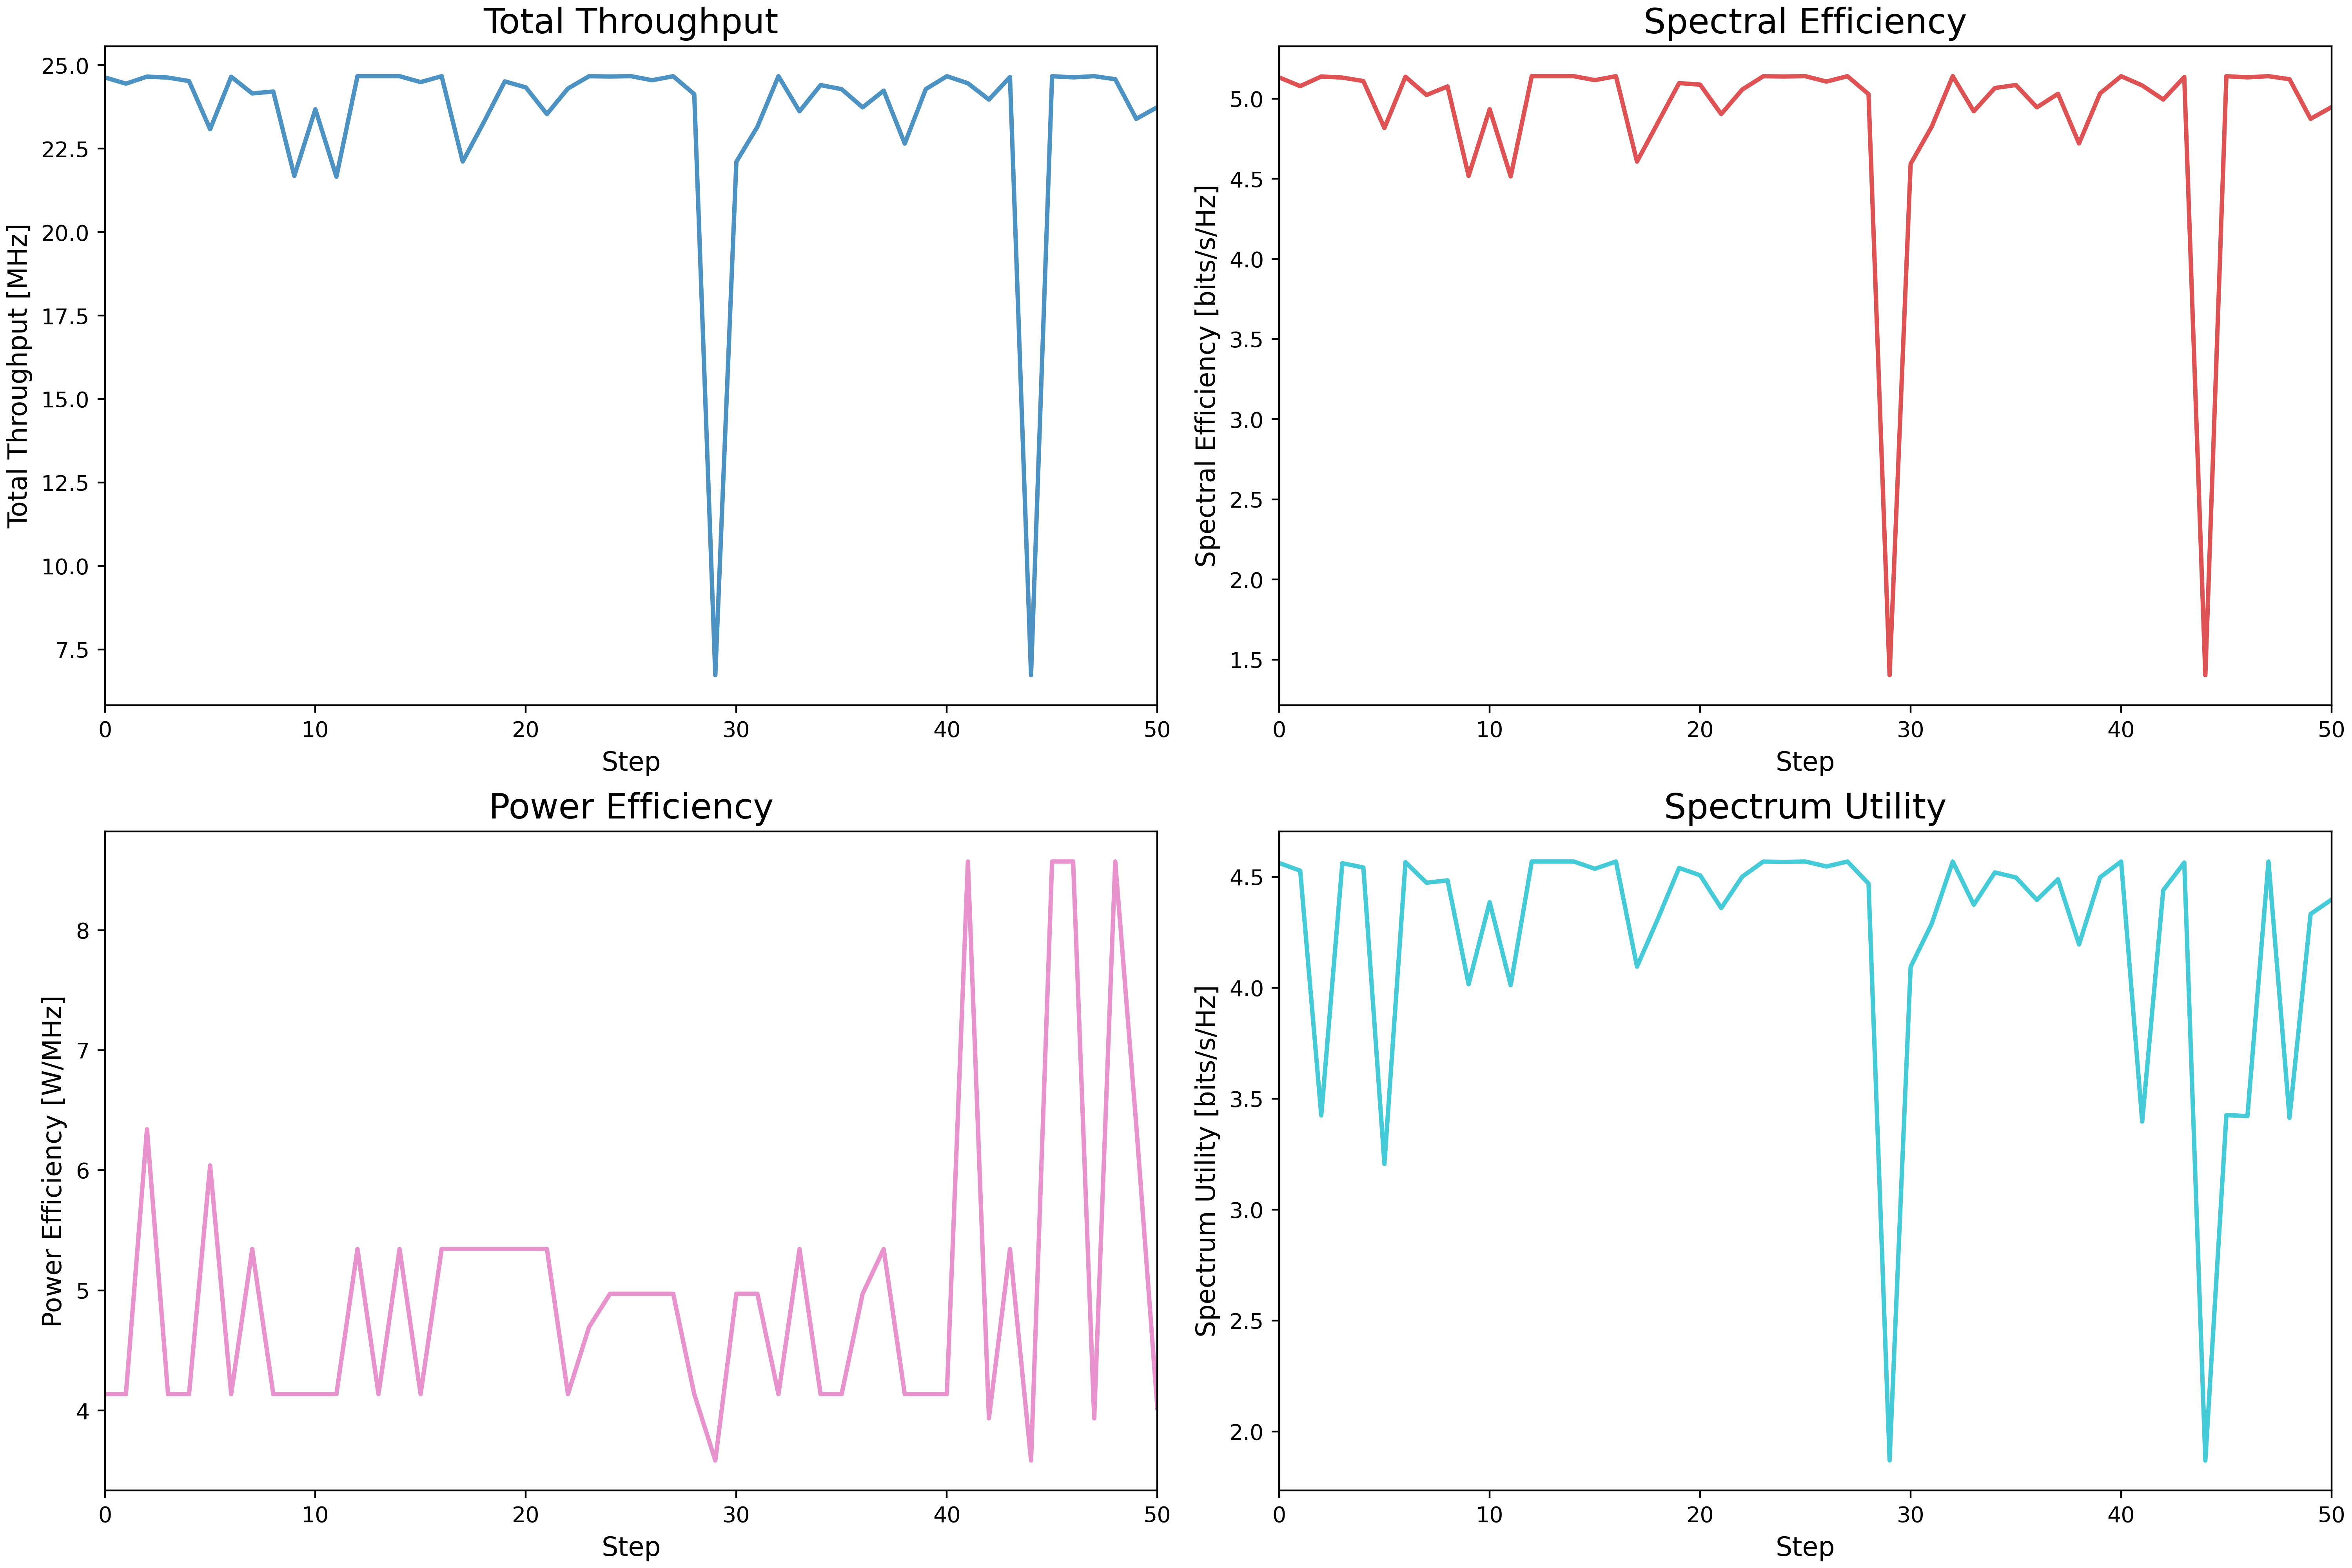 Total Throughput
Total Throughput [MHz]
25.0
22.5
20.0
17.5
15.0
12.5
10.0
7.5
0 10 20 30 40 50
Step
Spectral Efficiency
Spectral Efficiency [bits/s/Hz]
5.0
4.5
4.0
3.5
3.0
2.5
2.0
1.5
0 10 20 30 40 50
Step
Power Efficiency
Power Efficiency [W/MHz]
8
7
6
5
4
0 10 20 30 40 50
Step
Spectrum Utility
Spectrum Utility [bits/s/Hz]
4.5
4.0
3.5
3.0
2.5
2.0
0 10 20 30 40 50
Step